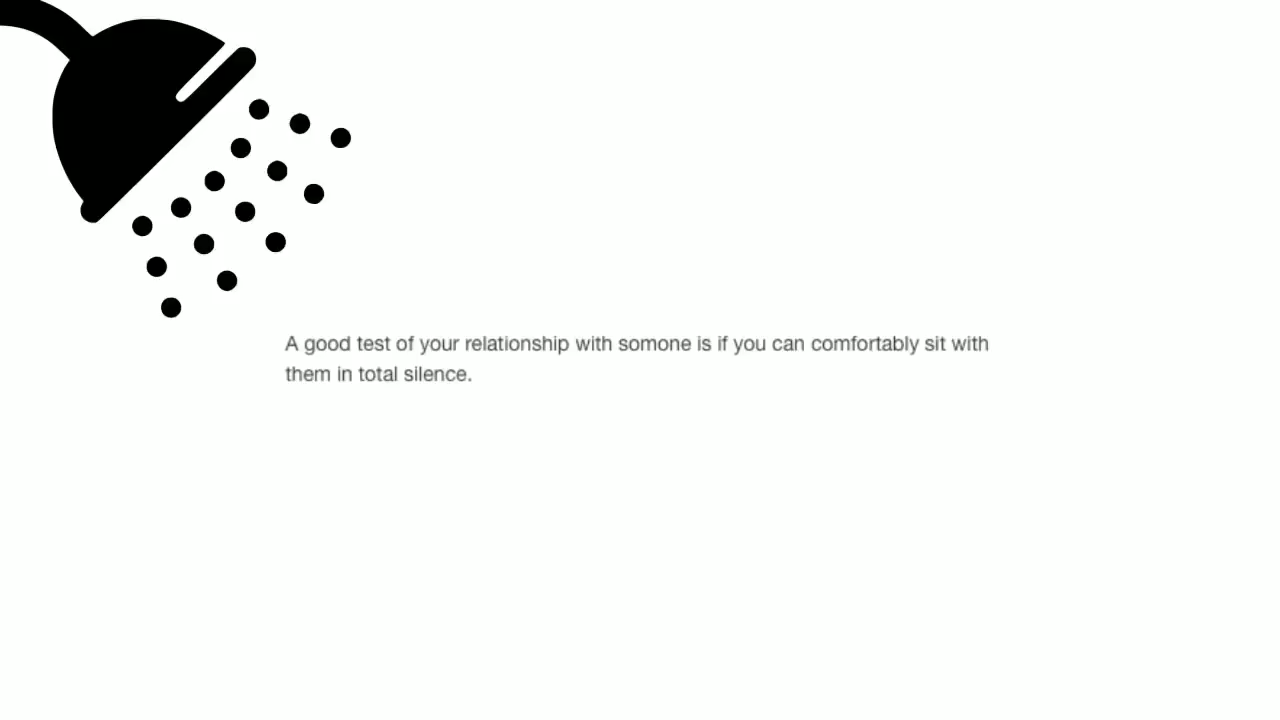 A good test of your relationship with somone is if you can comfortably sit with
them in total silence.